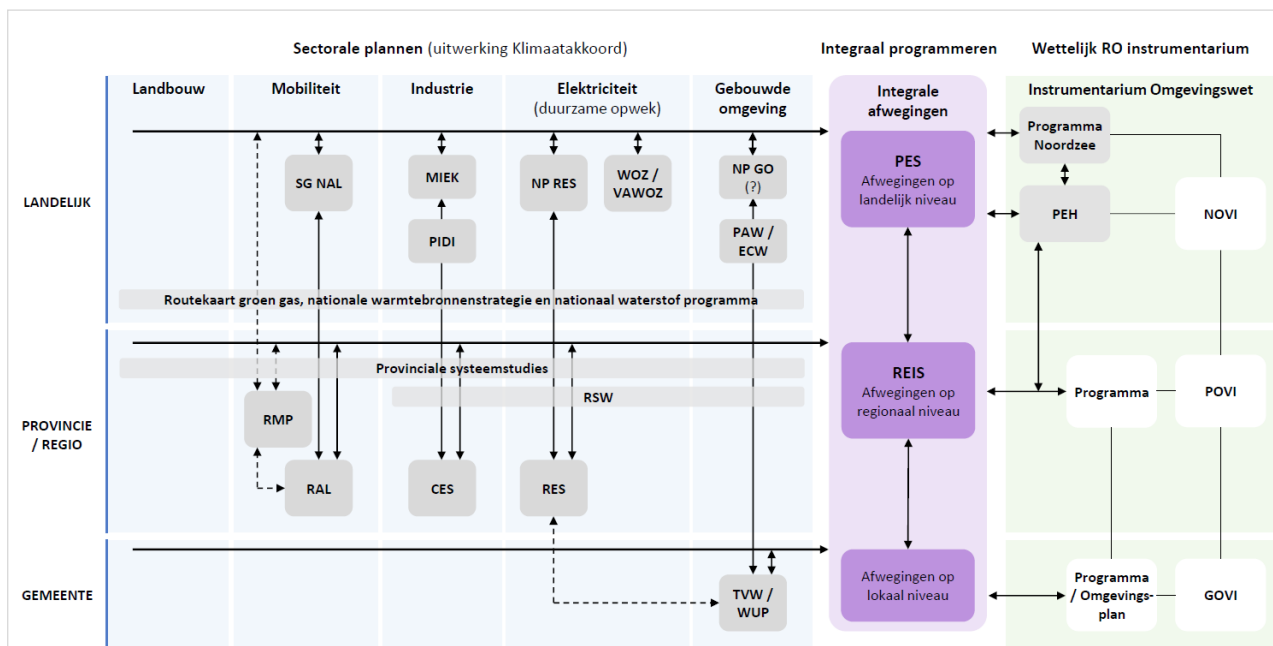 Sectorale plannen (uitwerking Klimaatakkoord)
Integraal programmeren
Wettelijk RO instrumentarium
Landbouw
Mobiliteit
Industrie
Elektriciteit
(duurzame opwek)
Gebouwde
omgeving
Integrale
afwegingen
Instrumentarium Omgevingswet
LANDELIJK
SG NAL
MIEK
PIDI
NP RES
WOZ /
VAWOZ
NP GO
(?)
PAW /
ECW
PES
Afwegingen op
landelijk niveau
Programma
Noordzee
PEH
NOVI
Routekaart groen gas, nationale warmtebronnenstrategie en nationaal waterstof programma
PROVINCIE
/ REGIO
Provinciale systeemstudies
RSW
RMP
RAL
CES
RES
REIS
Afwegingen op
regionaal niveau
Programma
POVI
GEMEENTE
TVW /
WUP
Afwegingen op
lokaal niveau
Programma
/ Omgevings-
plan
GOVI